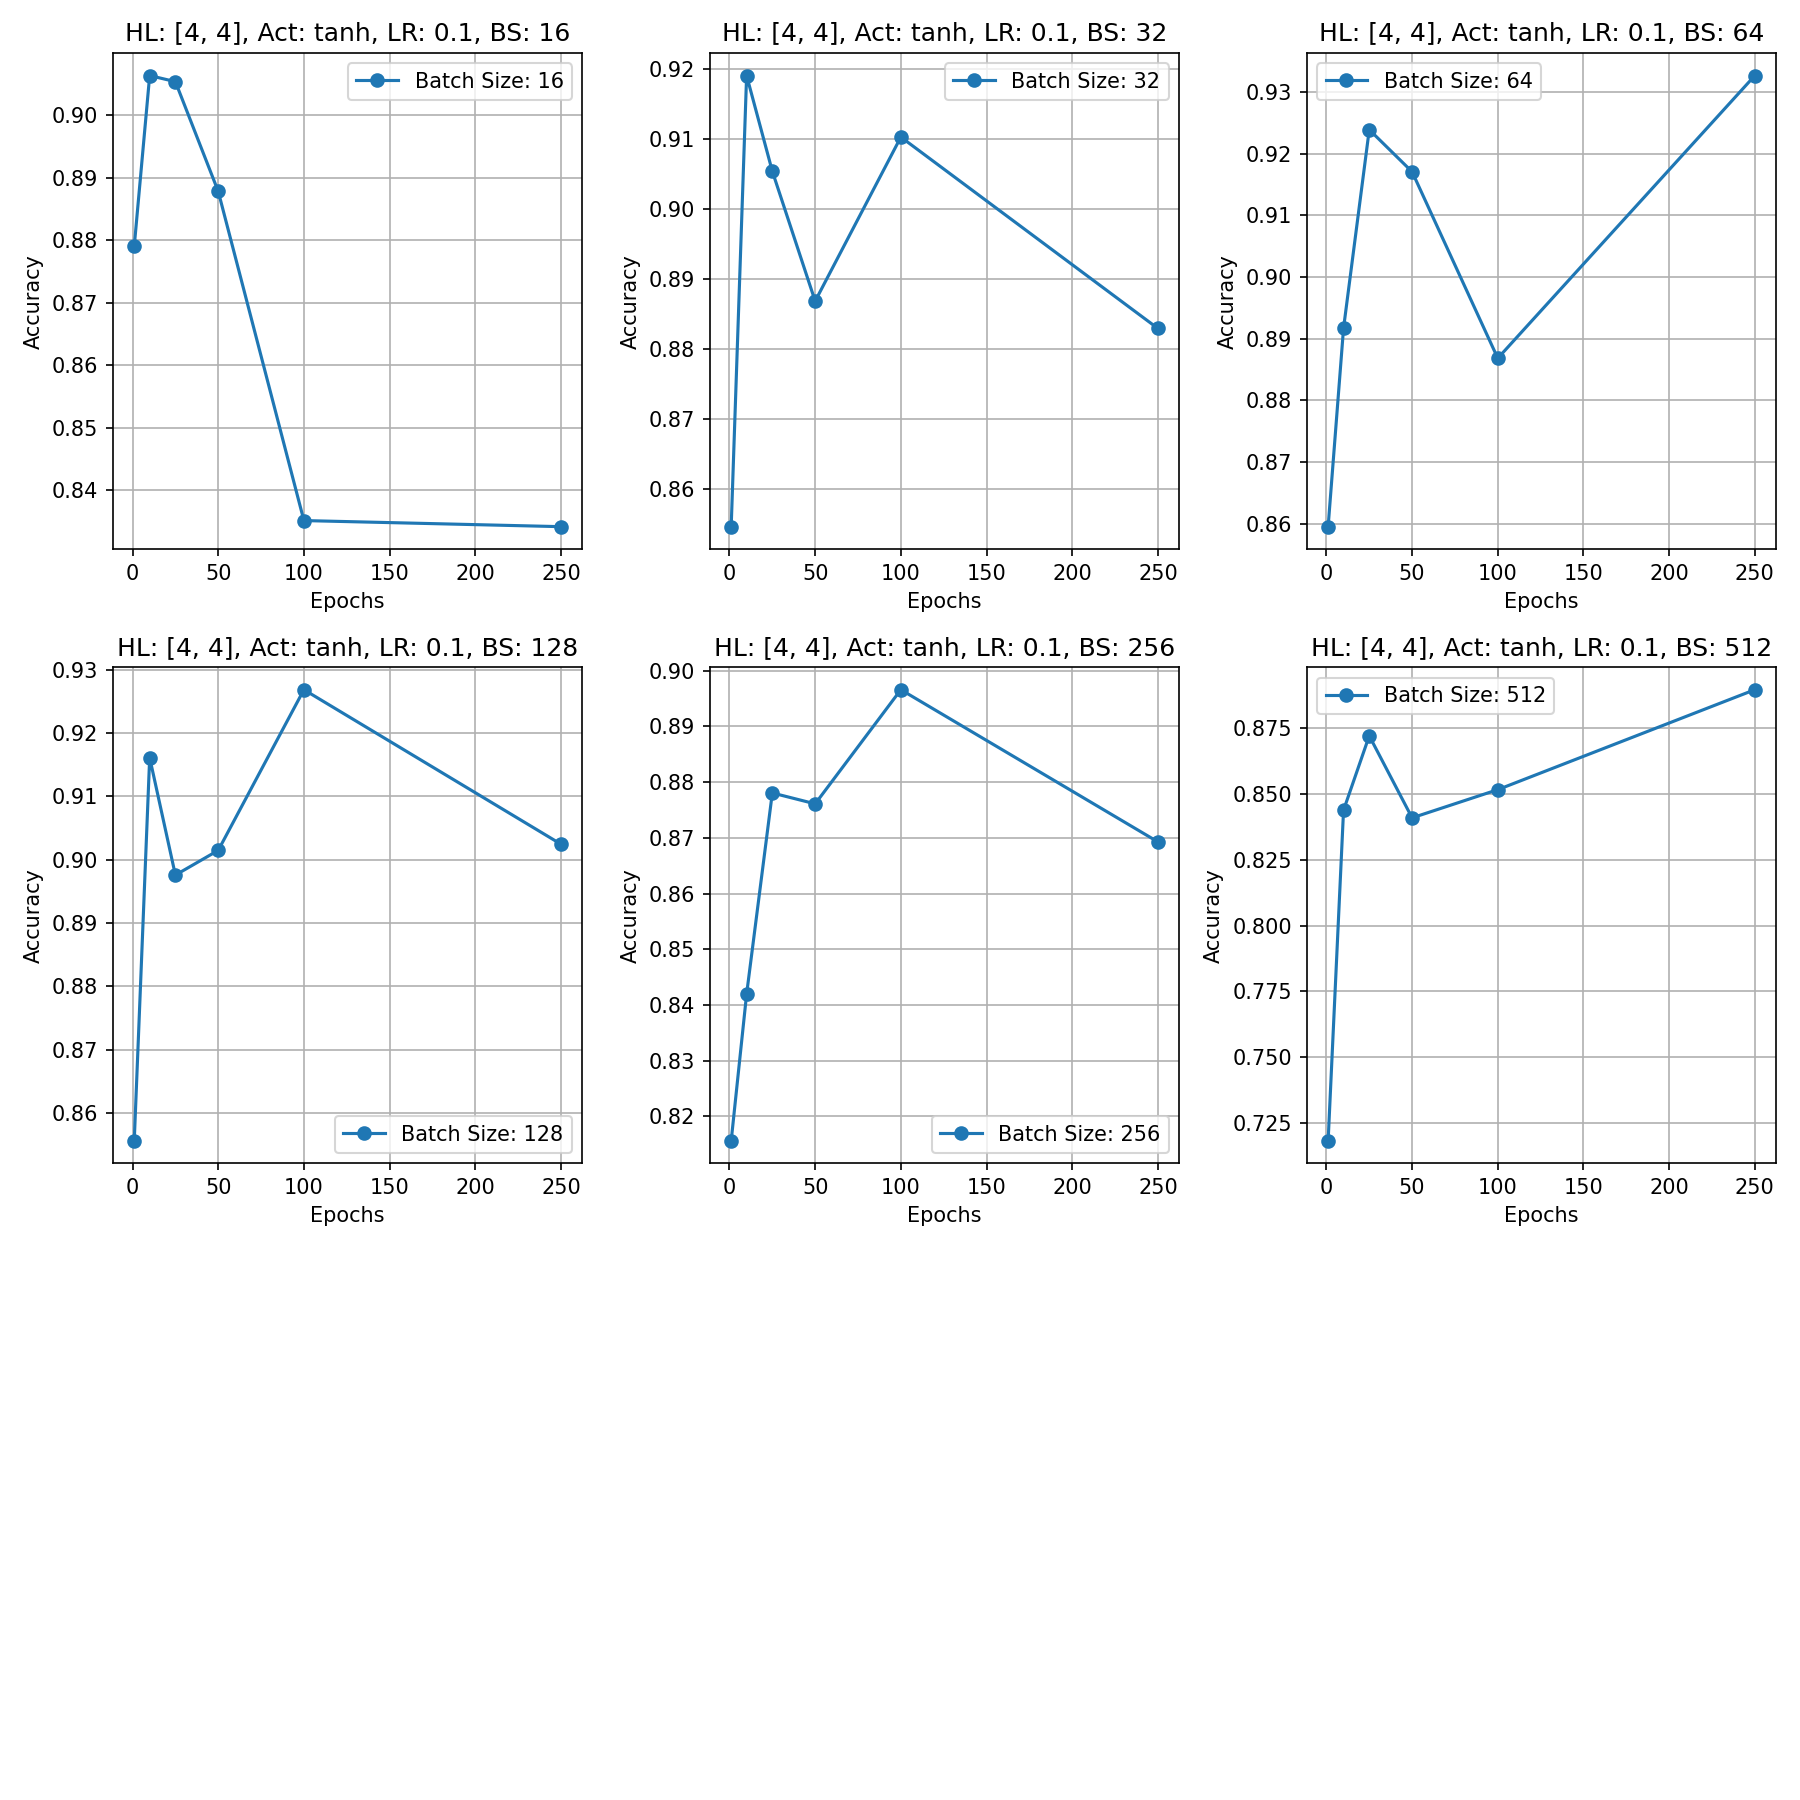 HL: [4, 4], Act: tanh, LR: 0.1, BS: 16
Batch Size: 16
0.90
0.89
0.88
0.87
0.86
0.85
0.84
Accuracy
0 50 100 150 200 250
Epochs
HL: [4, 4], Act: tanh, LR: 0.1, BS: 32
Batch Size: 32
0.92
0.91
0.90
0.89
0.88
0.87
0.86
Accuracy
0 50 100 150 200 250
Epochs
HL: [4, 4], Act: tanh, LR: 0.1, BS: 64
Batch Size: 64
0.93
0.92
0.91
0.90
0.89
0.88
0.87
0.86
Accuracy
0 50 100 150 200 250
Epochs
HL: [4, 4], Act: tanh, LR: 0.1, BS: 128
0.93
0.92
0.91
0.90
0.89
0.88
0.87
0.86
Accuracy
Batch Size: 128
0 50 100 150 200 250
Epochs
HL: [4, 4], Act: tanh, LR: 0.1, BS: 256
0.90
0.89
0.88
0.87
0.86
0.85
0.84
0.83
0.82
Accuracy
Batch Size: 256
0 50 100 150 200 250
Epochs
HL: [4, 4], Act: tanh, LR: 0.1, BS: 512
Batch Size: 512
0.875
0.850
0.825
0.800
0.775
0.750
0.725
Accuracy
0 50 100 150 200 250
Epochs